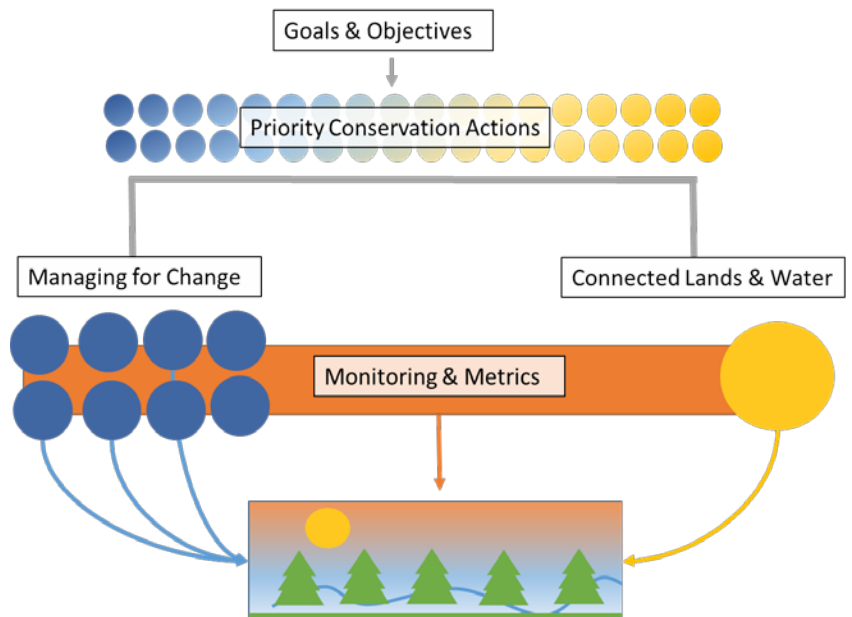 Goals & Objectives
Priority Conservation Actions
Managing for Change
Connected Lands & Water
Monitoring & Metrics